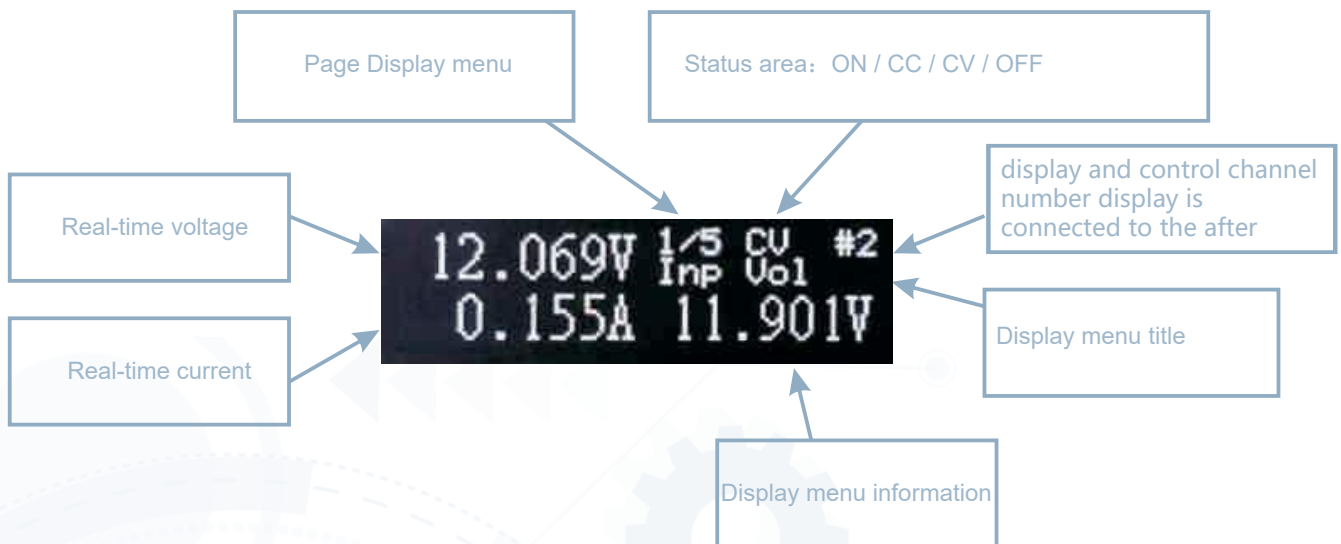 Page Display menu
Status area：ON / CC / CV / OFF
display and control channel
number display is
connected to the after
Real-time voltage
12.069V 1/5 CV #2
Inp Vol
0.155A 11.901V
Display menu title
Real-time current
Display menu information